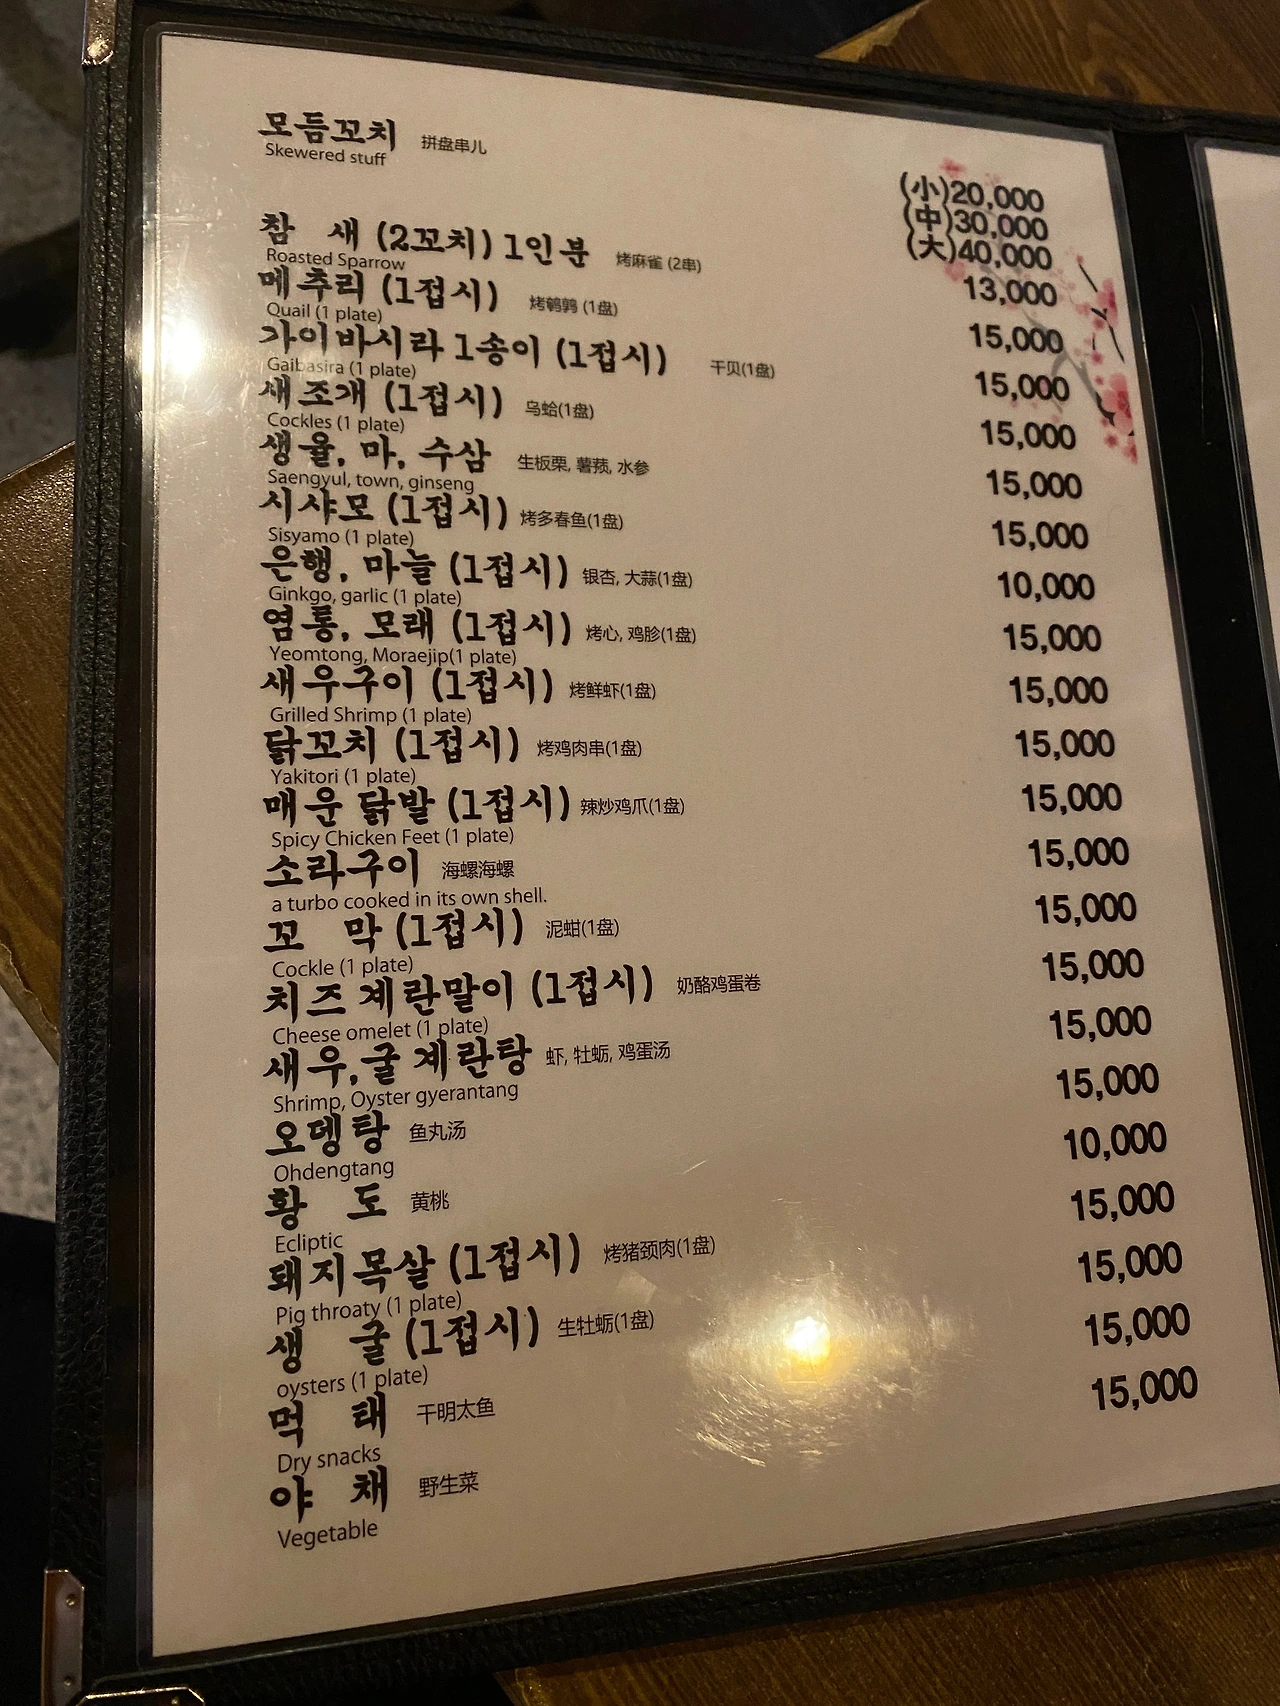 모듬꼬치 拼盘串儿
Skewered stuff
(小)20,000
(中)30,000
(大)40,000
참 새 (2꼬치) 1인분 烤麻雀 (2串)
Roasted Sparrow
13,000
메추리 (1접시) 烤鹌鹑 (1盘)
Quail (1 plate)
15,000
가이바시라 1송이 (1접시) 干贝(1盘)
Gaibasira (1 plate)
15,000
새조개 (1접시) 乌蛤(1盘)
Cockles (1 plate)
15,000
생율, 마, 수삼 生板栗, 薯蓣, 水参
Saengyul, town, ginseng
15,000
시샤모 (1접시) 烤多春鱼(1盘)
Sisyamo (1 plate)
15,000
은행, 마늘 (1접시) 银杏, 大蒜(1盘)
Ginkgo, garlic (1 plate)
10,000
염통, 모래 (1접시) 烤心, 鸡胗(1盘)
Yeomtong, Moraejip(1 plate)
15,000
새우구이 (1접시) 烤鲜虾(1盘)
Grilled Shrimp (1 plate)
15,000
닭꼬치 (1접시) 烤鸡肉串(1盘)
Yakitori (1 plate)
15,000
매운 닭발 (1접시) 辣炒鸡爪(1盘)
Spicy Chicken Feet (1 plate)
15,000
소라구이 海螺海螺
a turbo cooked in its own shell.
15,000
꼬 막 (1접시) 泥蚶(1盘)
Cockle (1 plate)
15,000
치즈 계란말이 (1접시) 奶酪鸡蛋卷
Cheese omelet (1 plate)
15,000
새우,굴 계란탕 虾, 牡蛎, 鸡蛋汤
Shrimp, Oyster gyerantang
15,000
오뎅탕 鱼丸汤
Ohdengtang
15,000
황 도 黄桃
Ecliptic
10,000
돼지목살 (1접시) 烤猪颈肉(1盘)
Pig throaty (1 plate)
15,000
생 굴 (1접시) 生牡蛎(1盘)
oysters (1 plate)
15,000
먹 태 干明太鱼
Dry snacks
15,000
야 채 野生菜
Vegetable
15,000